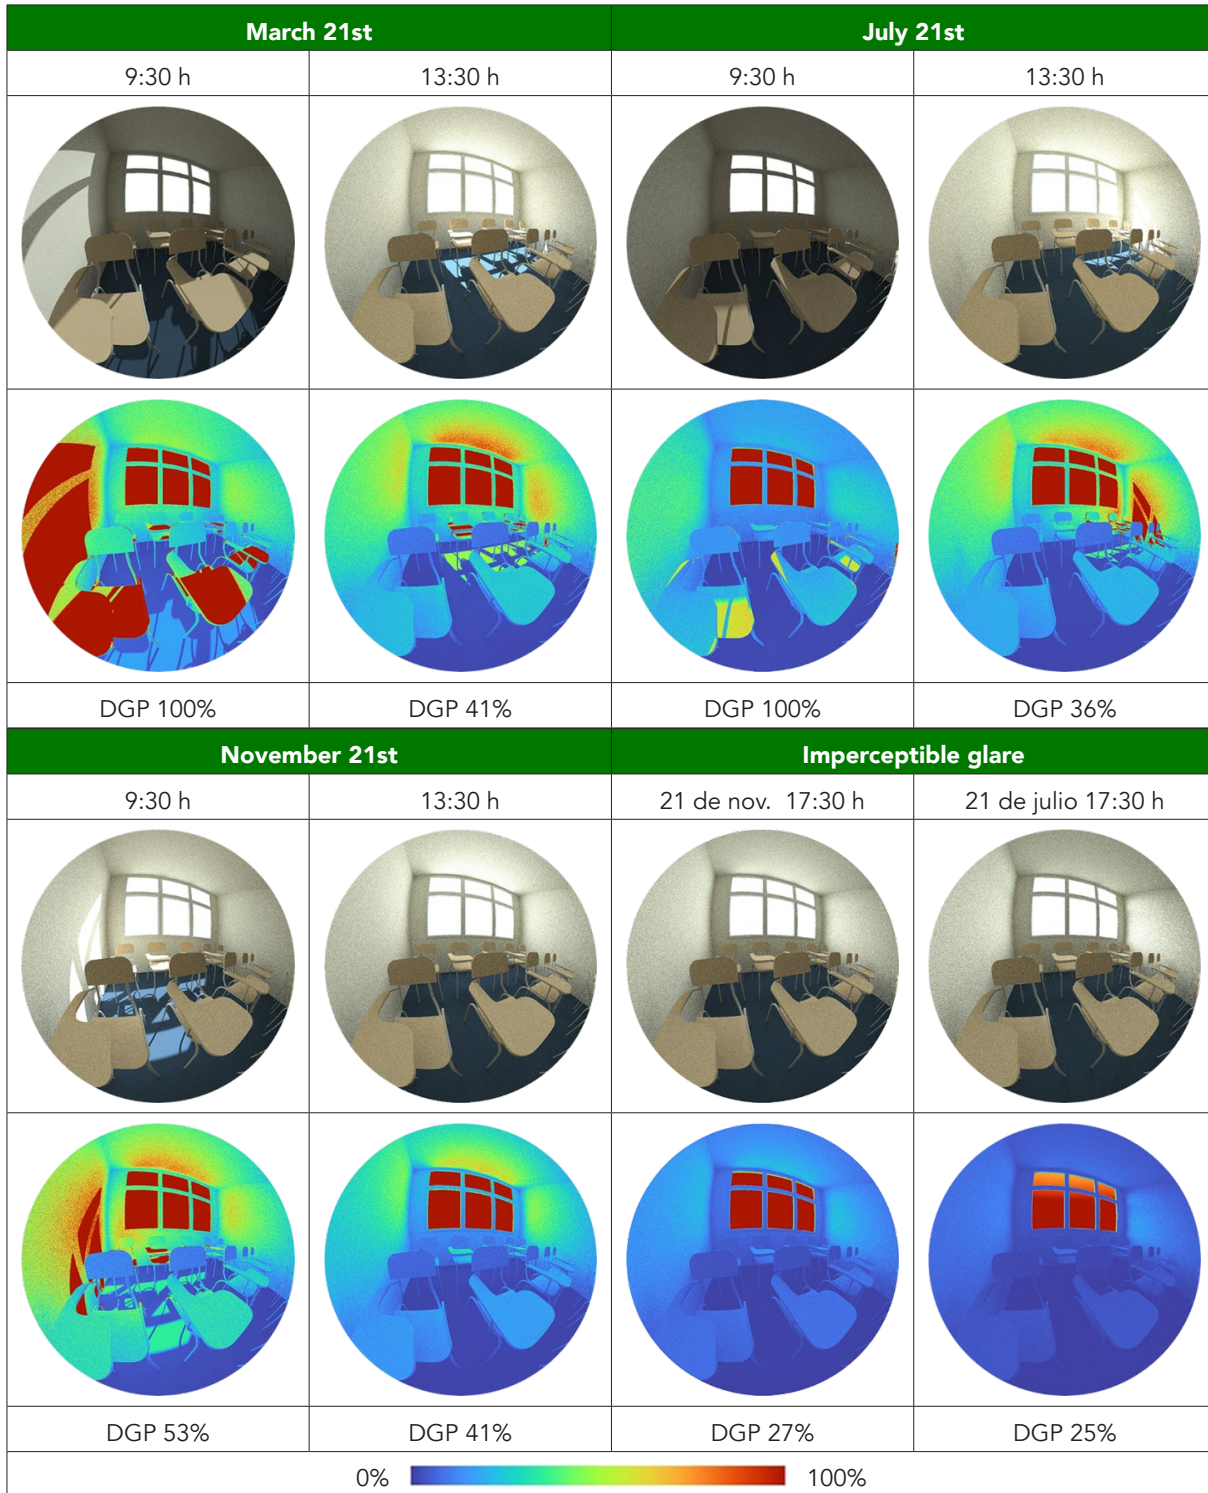 March 21st July 21st
9:30 h 13:30 h 9:30 h 13:30 h
DGP 100% DGP 41% DGP 100% DGP 36%
November 21st Imperceptible glare
9:30 h 13:30 h 21 de nov. 17:30 h 21 de julio 17:30 h
DGP 53% DGP 41% DGP 27% DGP 25%
0% 100%